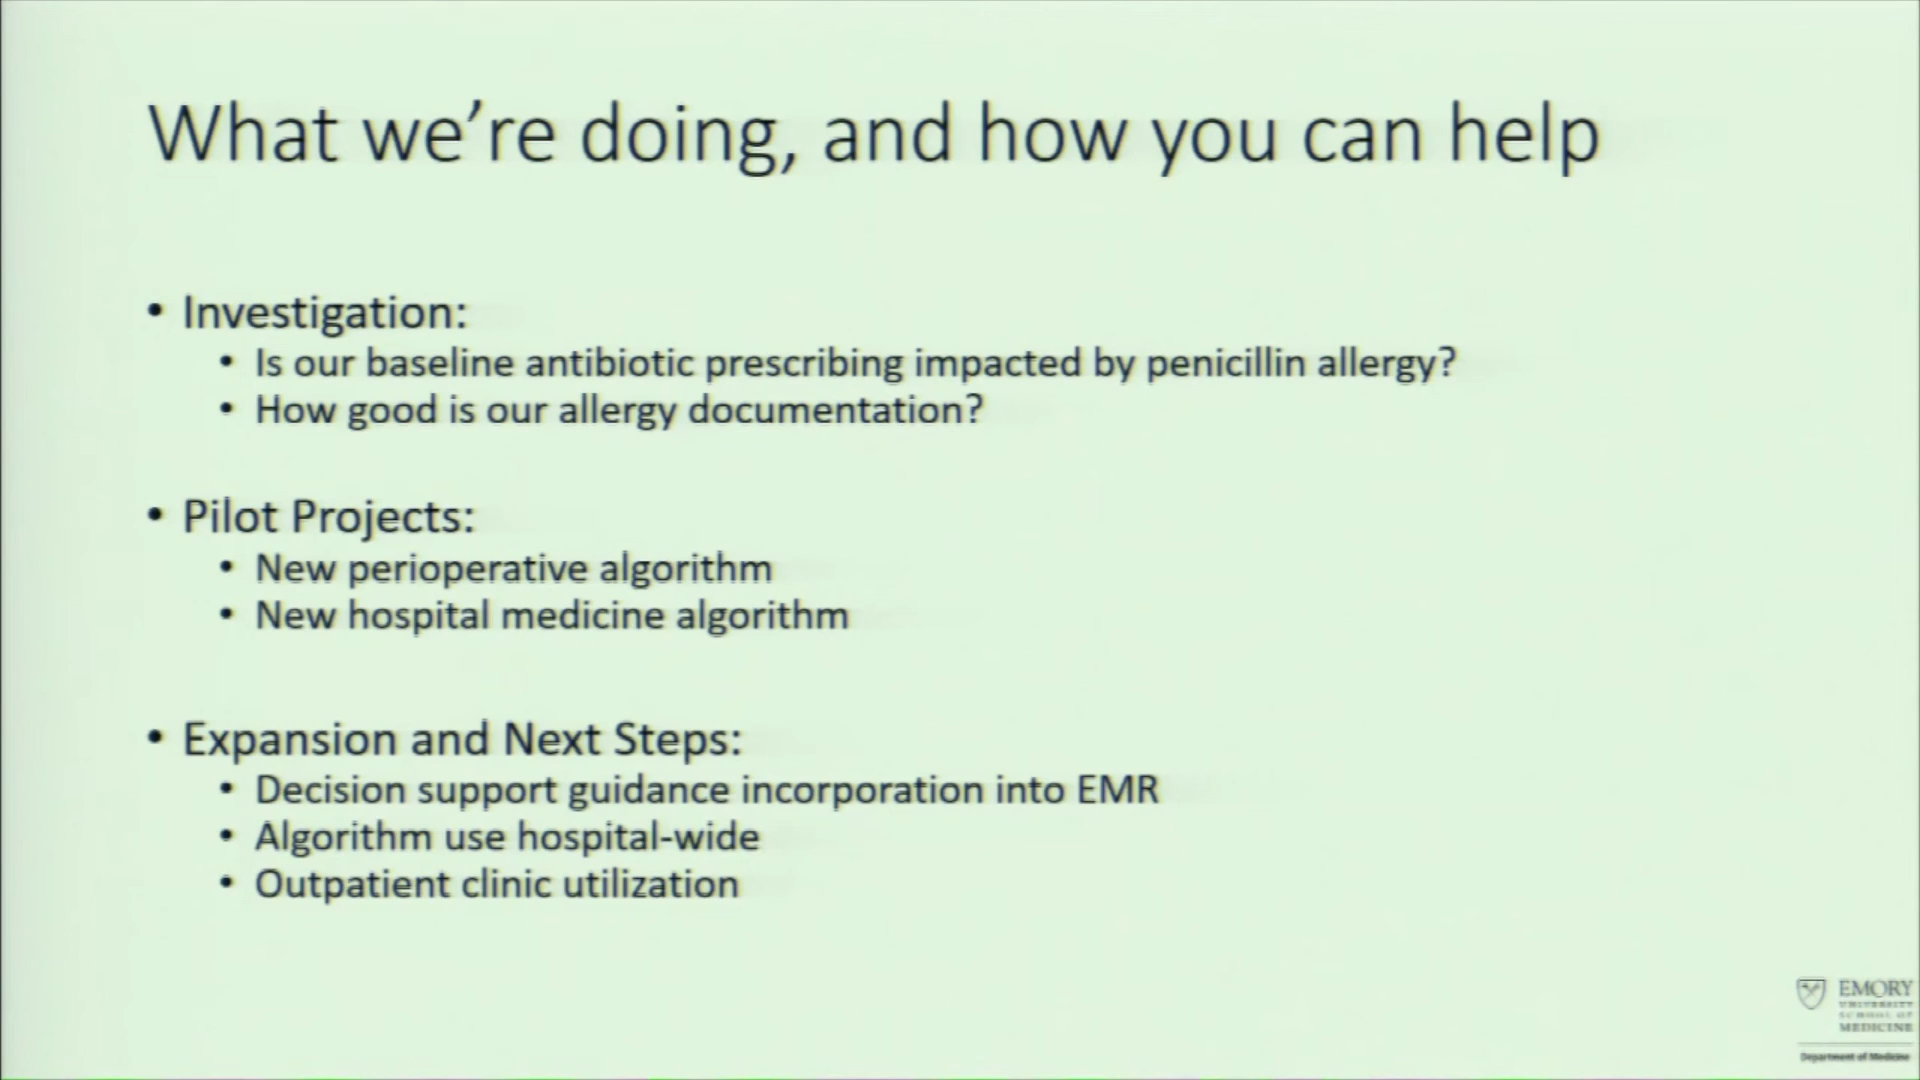 What we’re doing, and how you can help
• Investigation:
• Is our baseline antibiotic prescribing impacted by penicillin allergy?
• How good is our allergy documentation?
• Pilot Projects:
• New perioperative algorithm
• New hospital medicine algorithm
• Expansion and Next Steps:
• Decision support guidance incorporation into EMR
• Algorithm use hospital-wide
• Outpatient clinic utilization
EMORY
UNIVERSITY
SCHOOL OF
MEDICINE
Department of Medicine